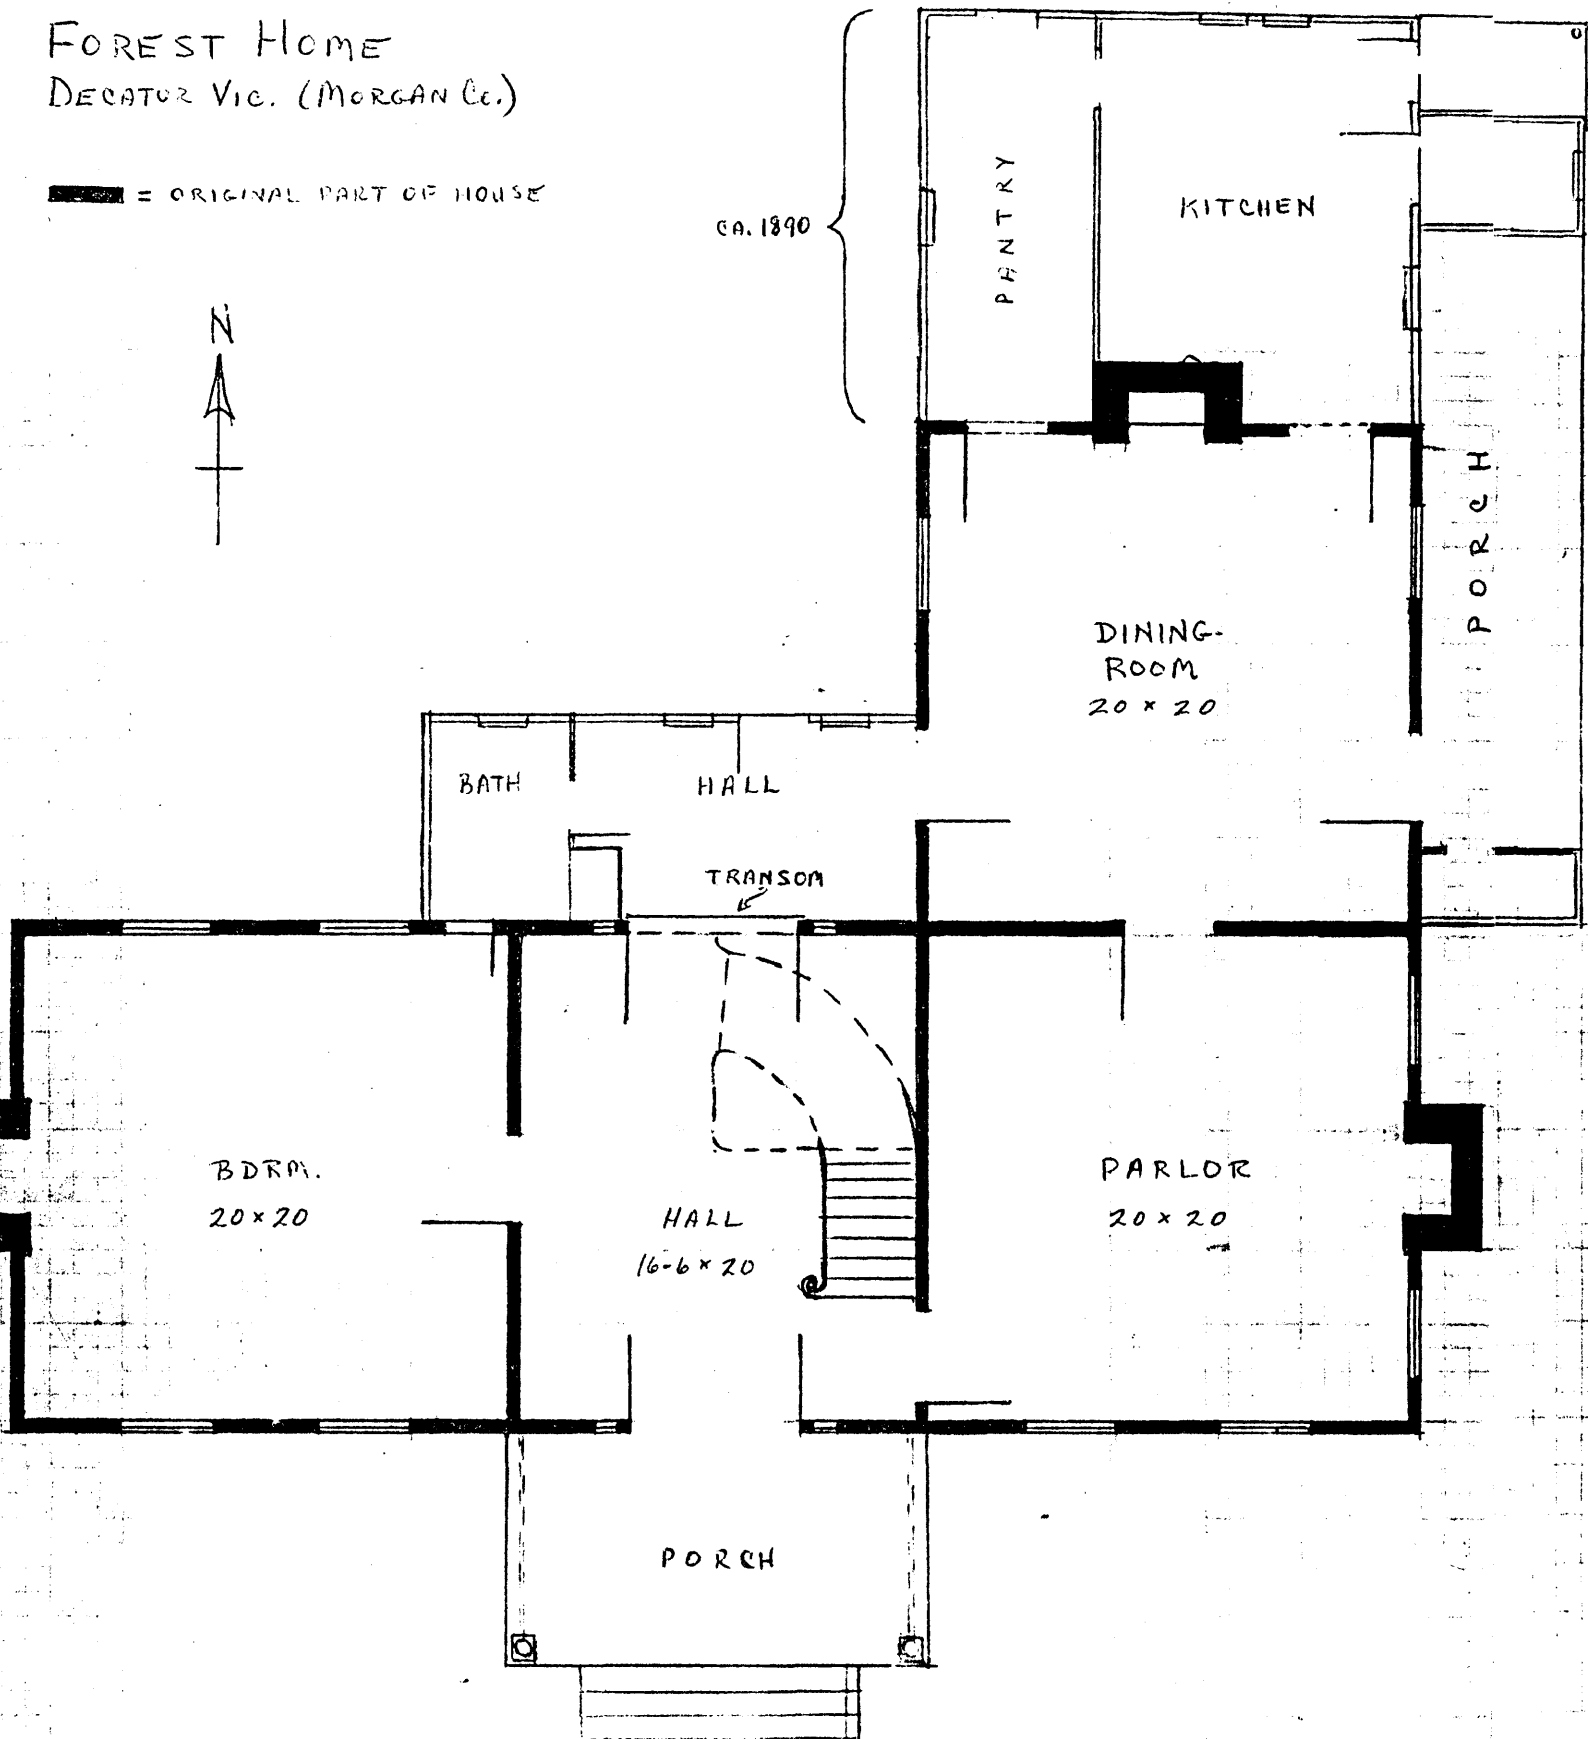 FOREST HOME
DECATUR VIC. (MORGAN CO.)
= ORIGINAL PART OF HOUSE
CA. 1890
N
PANTRY
KITCHEN
PORCH
DINING-
ROOM
20 × 20
BATH
HALL
TRANSOM
BDRM.
20 × 20
HALL
16-6 × 20
PARLOR
20 × 20
PORCH